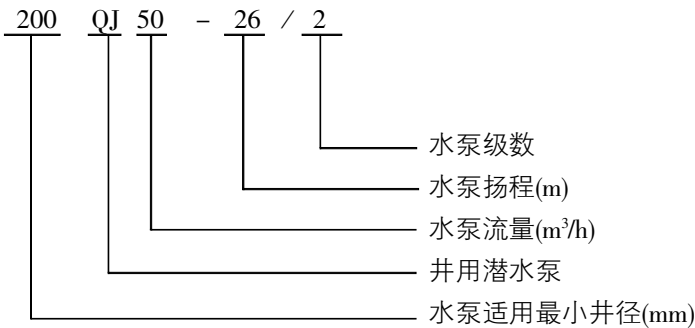 200 QJ 50 - 26 / 2
水泵级数
水泵扬程(m)
水泵流量(m³/h)
井用潜水泵
水泵适用最小井径(mm)